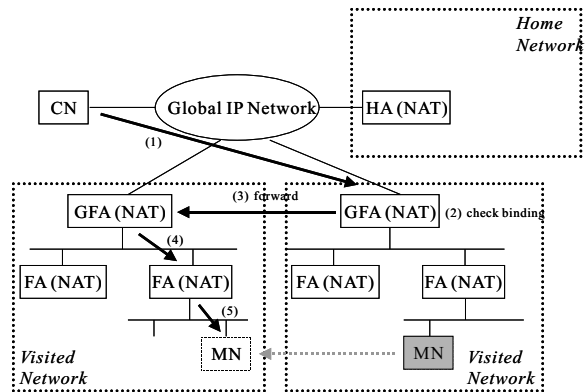 Home
Network
CN
Global IP Network
HA (NAT)
(1)
(3) forward
GFA (NAT)
GFA (NAT)
(2) check binding
(4)
FA (NAT)
FA (NAT)
FA (NAT)
FA (NAT)
(5)
MN
MN
Visited
Network
Visited
Network